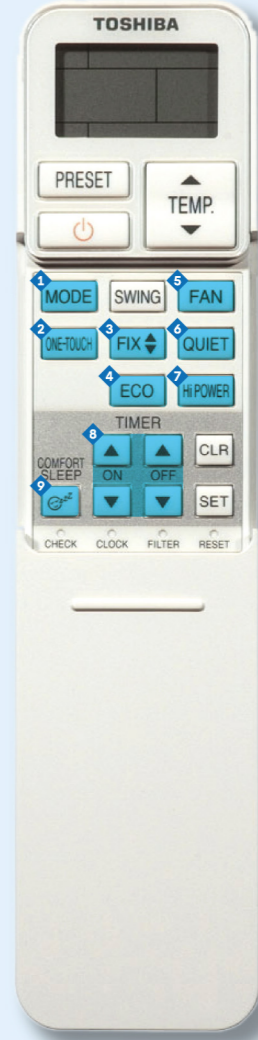 TOSHIBA
PRESET
TEMP.
1
MODE
SWING
5
FAN
2
ONE-TOUCH
3
FIX
6
QUIET
4
ECO
7
Hi POWER
TIMER
8
ON
OFF
CLR
COMFORT
SLEEP
9
zzz
SET
CHECK
CLOCK
FILTER
RESET